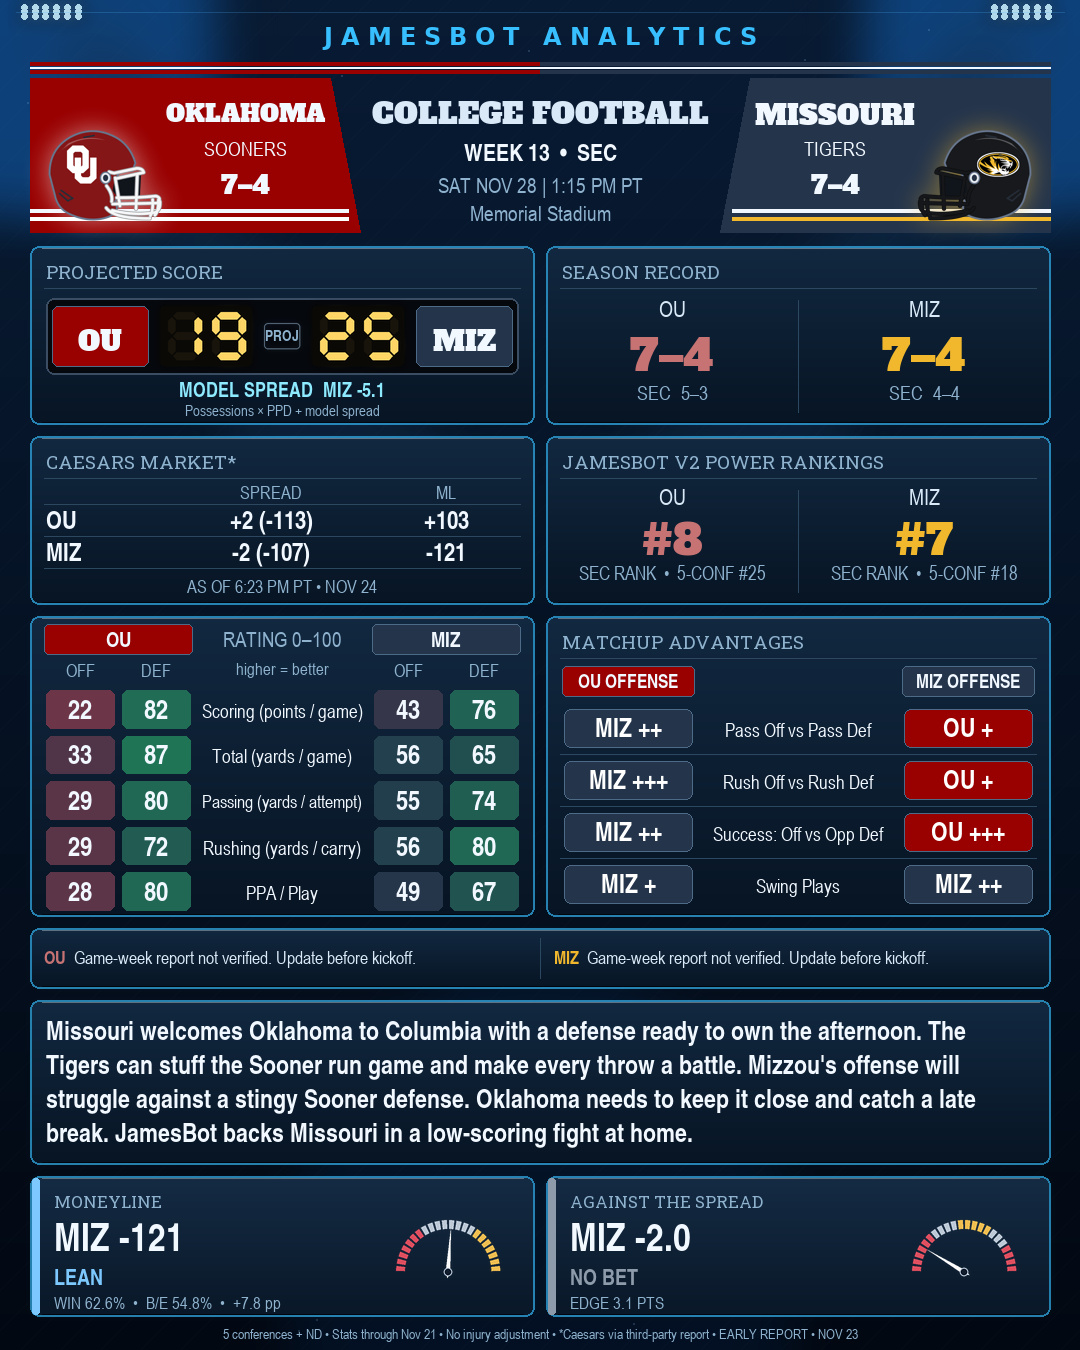 JAMESBOT ANALYTICS
OKLAHOMA
SOONERS
7–4
OU
COLLEGE FOOTBALL
WEEK 13 • SEC
SAT NOV 28 | 1:15 PM PT
Memorial Stadium
MISSOURI
TIGERS
7–4
PROJECTED SCORE
OU 19 PROJ 25 MIZ
MODEL SPREAD MIZ -5.1
Possessions × PPD + model spread
SEASON RECORD
OU MIZ
7–4 7–4
SEC 5–3 SEC 4–4
CAESARS MARKET*
SPREAD ML
OU +2 (-113) +103
MIZ -2 (-107) -121
AS OF 6:23 PM PT • NOV 24
JAMESBOT V2 POWER RANKINGS
OU MIZ
#8 #7
SEC RANK • 5-CONF #25 SEC RANK • 5-CONF #18
OU RATING 0–100 MIZ
OFF DEF higher = better OFF DEF
22 82 Scoring (points / game) 43 76
33 87 Total (yards / game) 56 65
29 80 Passing (yards / attempt) 55 74
29 72 Rushing (yards / carry) 56 80
28 80 PPA / Play 49 67
MATCHUP ADVANTAGES
OU OFFENSE MIZ OFFENSE
MIZ ++ Pass Off vs Pass Def OU +
MIZ +++ Rush Off vs Rush Def OU +
MIZ ++ Success: Off vs Opp Def OU +++
MIZ + Swing Plays MIZ ++
OU Game-week report not verified. Update before kickoff.
MIZ Game-week report not verified. Update before kickoff.
Missouri welcomes Oklahoma to Columbia with a defense ready to own the afternoon. The
Tigers can stuff the Sooner run game and make every throw a battle. Mizzou's offense will
struggle against a stingy Sooner defense. Oklahoma needs to keep it close and catch a late
break. JamesBot backs Missouri in a low-scoring fight at home.
MONEYLINE
MIZ -121
LEAN
WIN 62.6% • B/E 54.8% • +7.8 pp
AGAINST THE SPREAD
MIZ -2.0
NO BET
EDGE 3.1 PTS
5 conferences + ND • Stats through Nov 21 • No injury adjustment • *Caesars via third-party report • EARLY REPORT • NOV 23